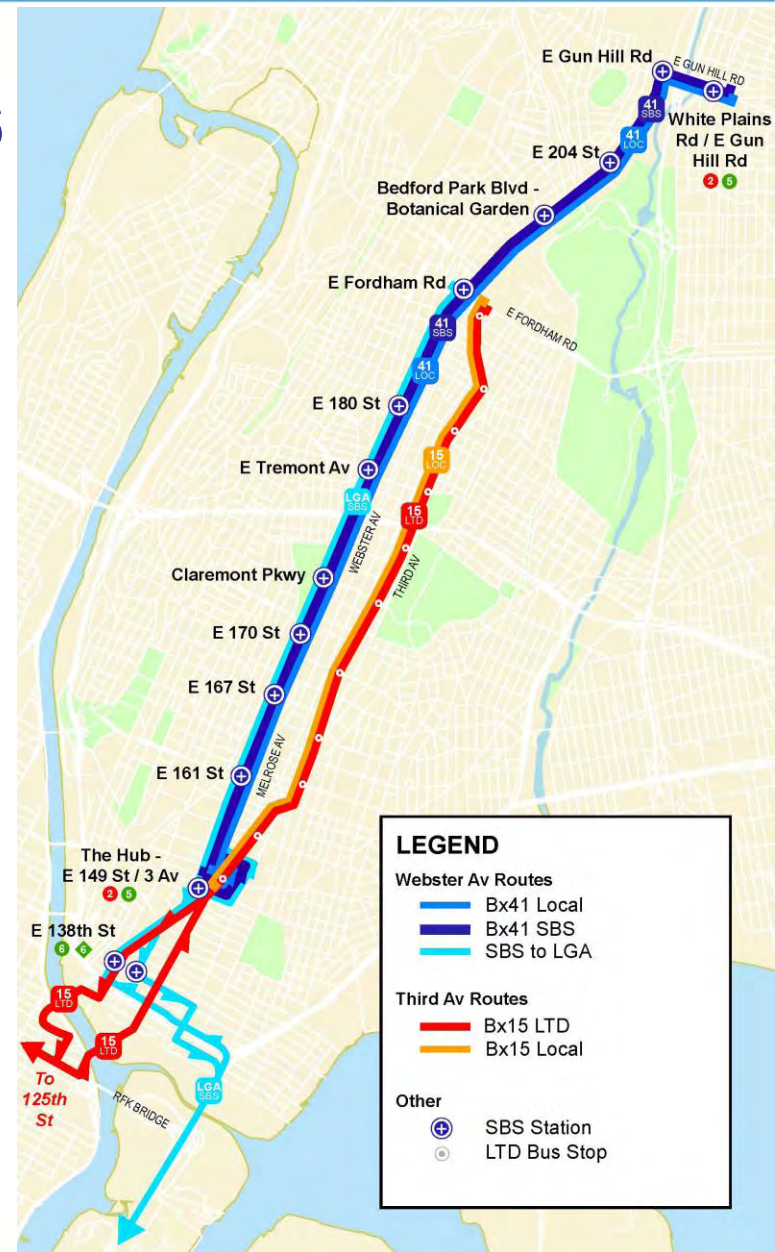 E Gun Hill Rd
E GUN HILL RD
41
SBS
White Plains
Rd / E Gun
Hill Rd
2 5
41
LOC
E 204 St
Bedford Park Blvd -
Botanical Garden
E Fordham Rd
E FORDHAM RD
41
SBS
41
LOC
E 180 St
15
LOC
E Tremont Av
LGA
SBS
15
LTD
WEBSTER AV
THIRD AV
Claremont Pkwy
E 170 St
E 167 St
MELROSE AV
E 161 St
The Hub -
E 149 St / 3 Av
2 5
E 138th St
6 6
15
LTD
15
LTD
To
125th
St
RFK BRIDGE
LGA
SBS
LEGEND
Webster Av Routes
Bx41 Local
Bx41 SBS
SBS to LGA
Third Av Routes
Bx15 LTD
Bx15 Local
Other
SBS Station
LTD Bus Stop